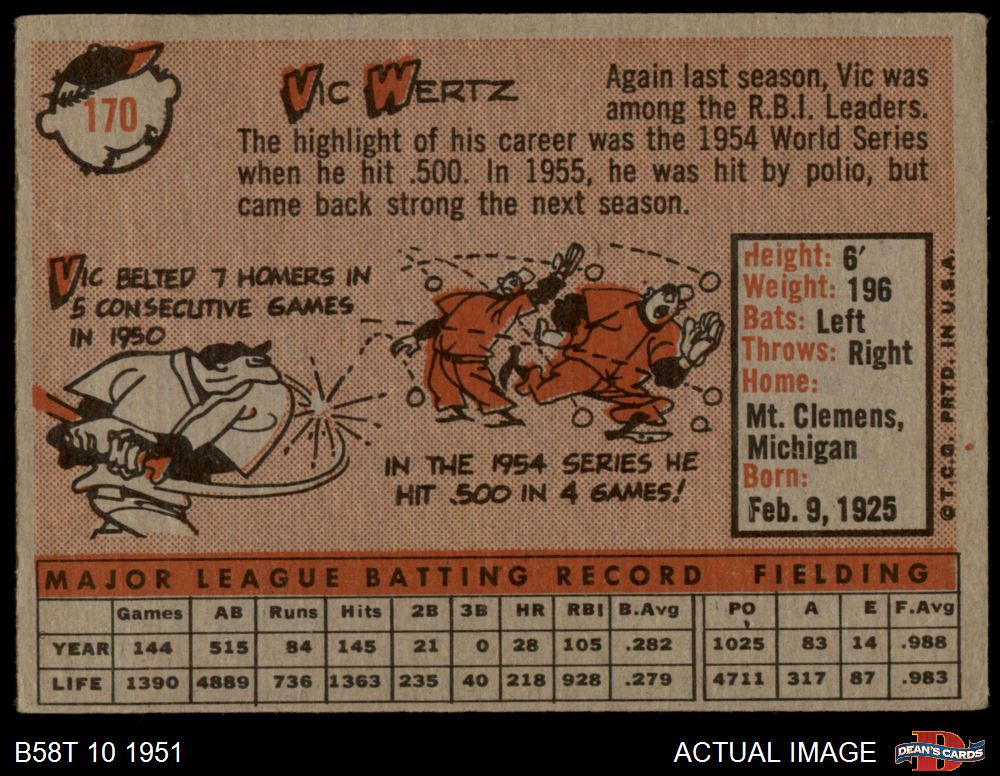 170
Vic Wertz
Again last season, Vic was
among the R.B.I. Leaders.
The highlight of his career was the 1954 World Series
when he hit .500. In 1955, he was hit by polio, but
came back strong the next season.
VIC BELTED 7 HOMERS IN
5 CONSECUTIVE GAMES
IN 1950
IN THE 1954 SERIES HE
HIT .500 IN 4 GAMES!
Height: 6'
Weight: 196
Bats: Left
Throws: Right
Home:
Mt. Clemens,
Michigan
Born:
Feb. 9, 1925
©T.C.G. PRTD. IN U.S.A.
MAJOR LEAGUE BATTING RECORD FIELDING
Games AB Runs Hits 2B 3B HR RBI B.Avg PO A E F.Avg
YEAR 144 515 84 145 21 0 28 105 .282 1025 83 14 .988
LIFE 1390 4889 736 1363 235 40 218 928 .279 4711 317 87 .983
B58T 10 1951
ACTUAL IMAGE
DEAN'S CARDS